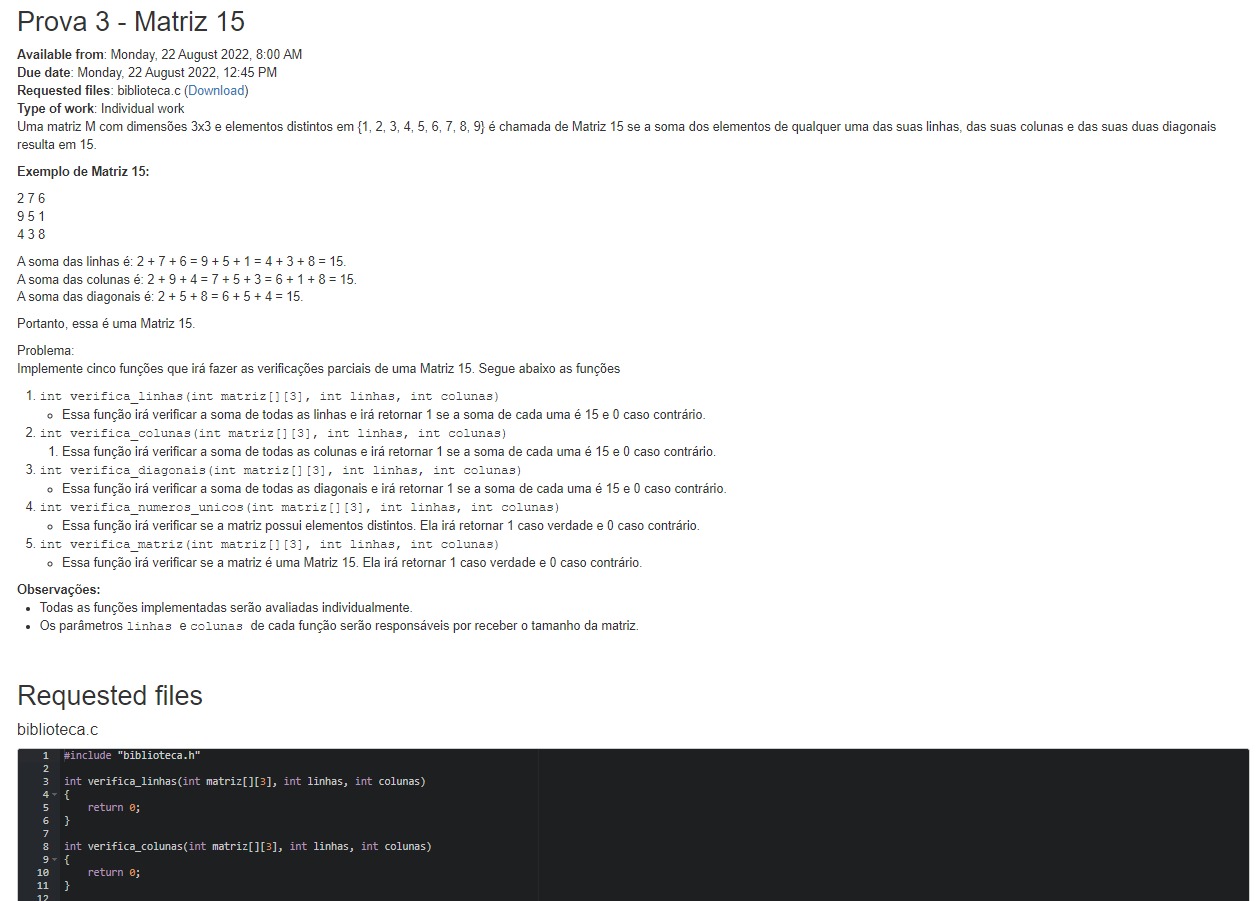 Prova 3 - Matriz 15
Available from: Monday, 22 August 2022, 8:00 AM
Due date: Monday, 22 August 2022, 12:45 PM
Requested files: biblioteca.c (Download)
Type of work: Individual work
Uma matriz M com dimensões 3x3 e elementos distintos em {1, 2, 3, 4, 5, 6, 7, 8, 9} é chamada de Matriz 15 se a soma dos elementos de qualquer uma das suas linhas, das suas colunas e das suas duas diagonais
resulta em 15.
Exemplo de Matriz 15:
2 7 6
9 5 1
4 3 8
A soma das linhas é: 2 + 7 + 6 = 9 + 5 + 1 = 4 + 3 + 8 = 15.
A soma das colunas é: 2 + 9 + 4 = 7 + 5 + 3 = 6 + 1 + 8 = 15.
A soma das diagonais é: 2 + 5 + 8 = 6 + 5 + 4 = 15.
Portanto, essa é uma Matriz 15.
Problema:
Implemente cinco funções que irá fazer as verificações parciais de uma Matriz 15. Segue abaixo as funções
1. int verifica_linhas(int matriz[][3], int linhas, int colunas)
◦ Essa função irá verificar a soma de todas as linhas e irá retornar 1 se a soma de cada uma é 15 e 0 caso contrário.
2. int verifica_colunas(int matriz[][3], int linhas, int colunas)
1. Essa função irá verificar a soma de todas as colunas e irá retornar 1 se a soma de cada uma é 15 e 0 caso contrário.
3. int verifica_diagonais(int matriz[][3], int linhas, int colunas)
◦ Essa função irá verificar a soma de todas as diagonais e irá retornar 1 se a soma de cada uma é 15 e 0 caso contrário.
4. int verifica_numeros_unicos(int matriz[][3], int linhas, int colunas)
◦ Essa função irá verificar se a matriz possui elementos distintos. Ela irá retornar 1 caso verdade e 0 caso contrário.
5. int verifica_matriz(int matriz[][3], int linhas, int colunas)
◦ Essa função irá verificar se a matriz é uma Matriz 15. Ela irá retornar 1 caso verdade e 0 caso contrário.
Observações:
• Todas as funções implementadas serão avaliadas individualmente.
• Os parâmetros linhas e colunas de cada função serão responsáveis por receber o tamanho da matriz.
Requested files
biblioteca.c
1 #include "biblioteca.h"
2
3 int verifica_linhas(int matriz[][3], int linhas, int colunas)
4 {
5 return 0;
6 }
7
8 int verifica_colunas(int matriz[][3], int linhas, int colunas)
9 {
10 return 0;
11 }
12